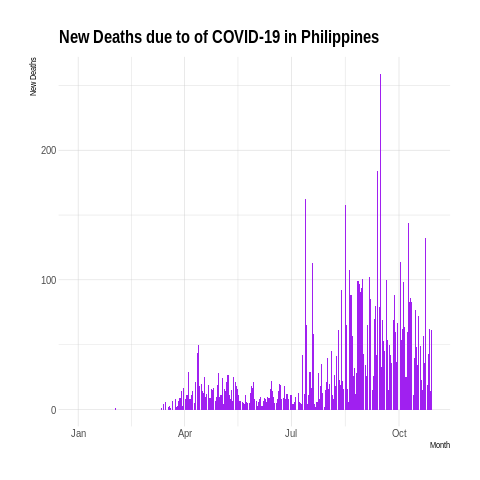 New Deaths due to of COVID-19 in Philippines
New Deaths
200
100
0
Jan Apr Jul Oct
Month